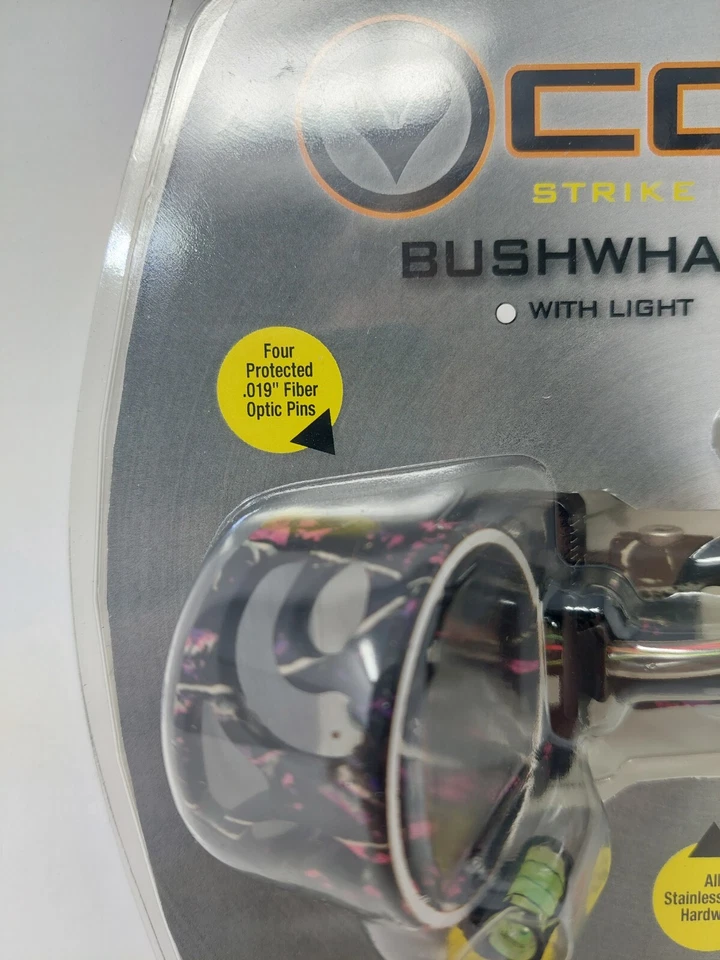 CO
STRIKE
BUSHWHA
WITH LIGHT
Four
Protected
.019" Fiber
Optic Pins
All
Stainless
Hardw